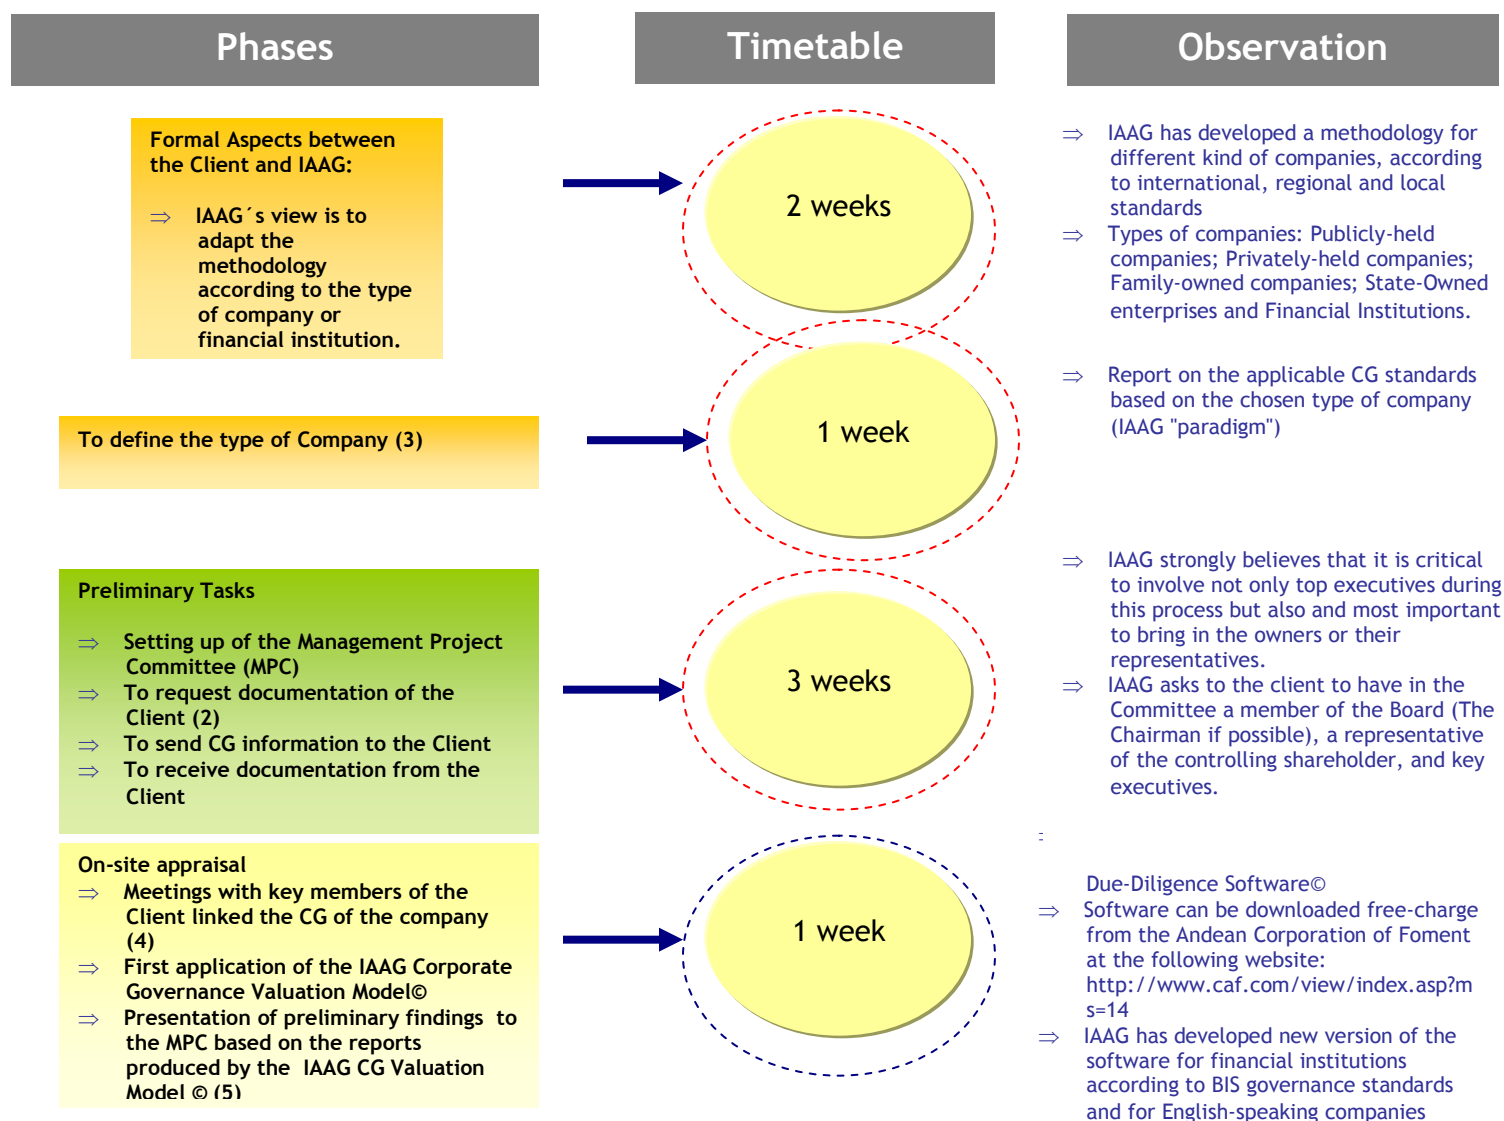 Phases
Timetable
Observation
Formal Aspects between
the Client and IAAG:
⇒ IAAG´s view is to
adapt the
methodology
according to the type
of company or
financial institution.
2 weeks
⇒ IAAG has developed a methodology for
different kind of companies, according
to international, regional and local
standards
⇒ Types of companies: Publicly-held
companies; Privately-held companies;
Family-owned companies; State-Owned
enterprises and Financial Institutions.
To define the type of Company (3)
1 week
⇒ Report on the applicable CG standards
based on the chosen type of company
(IAAG "paradigm")
Preliminary Tasks
⇒ Setting up of the Management Project
Committee (MPC)
⇒ To request documentation of the
Client (2)
⇒ To send CG information to the Client
⇒ To receive documentation from the
Client
3 weeks
⇒ IAAG strongly believes that it is critical
to involve not only top executives during
this process but also and most important
to bring in the owners or their
representatives.
⇒ IAAG asks to the client to have in the
Committee a member of the Board (The
Chairman if possible), a representative
of the controlling shareholder, and key
executives.
On-site appraisal
⇒ Meetings with key members of the
Client linked the CG of the company
(4)
⇒ First application of the IAAG Corporate
Governance Valuation Model©
⇒ Presentation of preliminary findings to
the MPC based on the reports
produced by the IAAG CG Valuation
Model © (5)
1 week
Due-Diligence Software©
⇒ Software can be downloaded free-charge
from the Andean Corporation of Foment
at the following website:
http://www.caf.com/view/index.asp?m
s=14
⇒ IAAG has developed new version of the
software for financial institutions
according to BIS governance standards
and for English-speaking companies